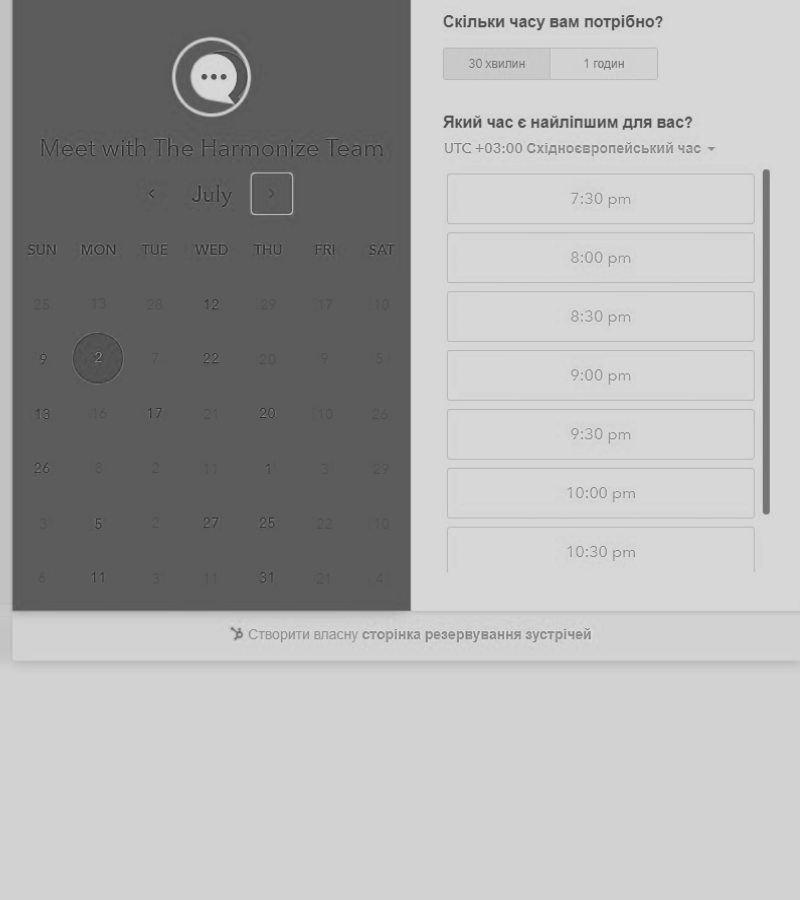 Meet with The Harmonize Team
July
SUN MON TUE WED THU FRI SAT
25 13 28 12 29 17 10
9 2 7 22 20 9 5
13 16 17 21 20 10 26
26 8 2 11 1 3 29
3 5 2 27 25 22 10
6 11 3 11 31 21 4
Скільки часу вам потрібно?
30 хвилин 1 годин
Який час є найліпшим для вас?
UTC +03:00 Східноєвропейський час
7:30 pm
8:00 pm
8:30 pm
9:00 pm
9:30 pm
10:00 pm
10:30 pm
Створити власну сторінка резервування зустрічей